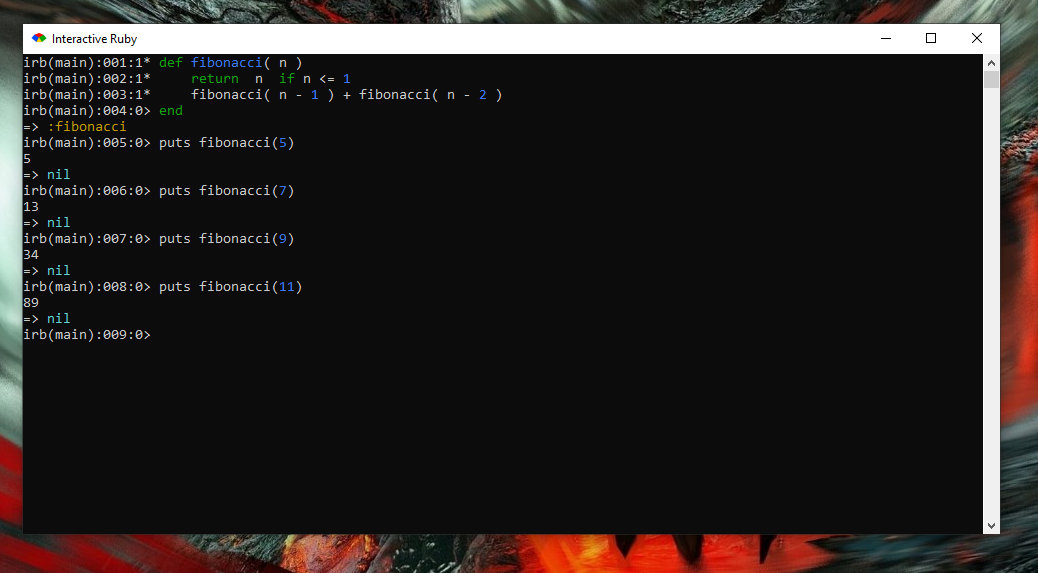 Interactive Ruby
irb(main):001:1* def fibonacci( n )
irb(main):002:1*     return  n  if n <= 1
irb(main):003:1*     fibonacci( n - 1 ) + fibonacci( n - 2 )
irb(main):004:0> end
=> :fibonacci
irb(main):005:0> puts fibonacci(5)
5
=> nil
irb(main):006:0> puts fibonacci(7)
13
=> nil
irb(main):007:0> puts fibonacci(9)
34
=> nil
irb(main):008:0> puts fibonacci(11)
89
=> nil
irb(main):009:0>